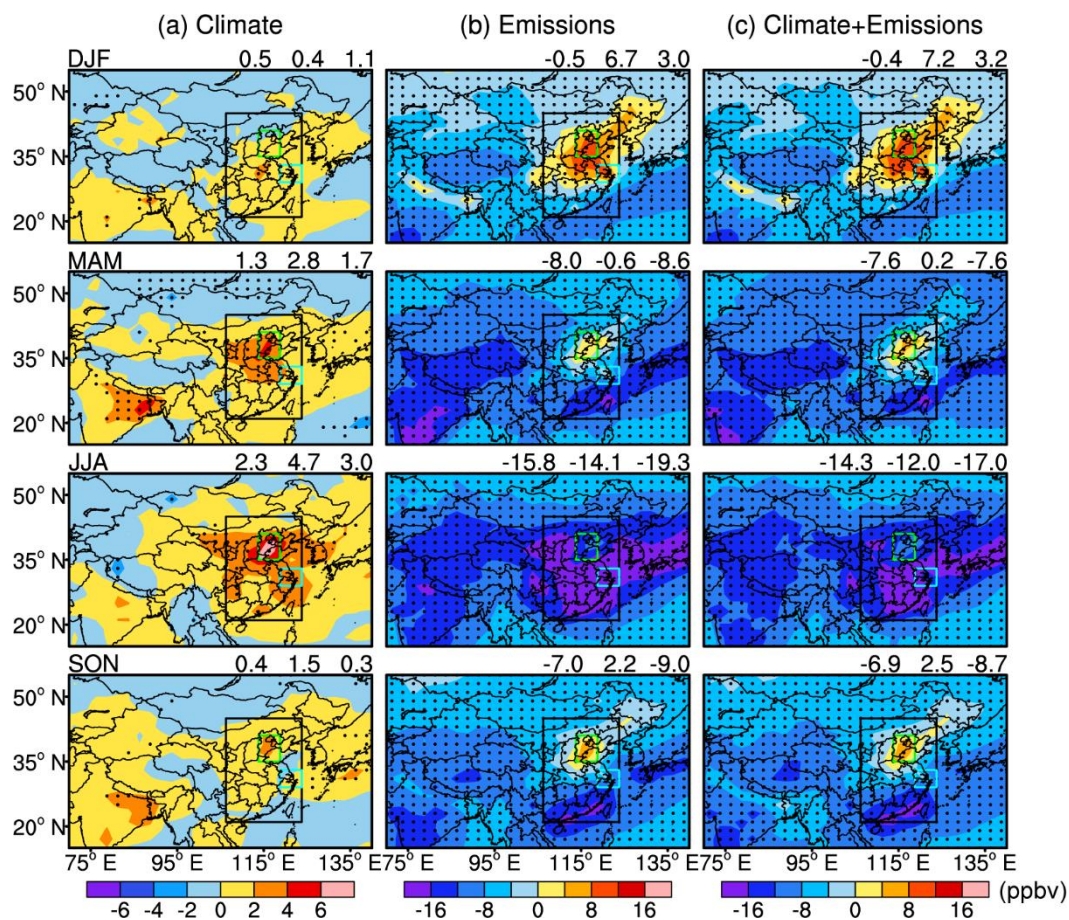 (a) Climate (b) Emissions (c) Climate+Emissions
DJF 0.5 0.4 1.1 -0.5 6.7 3.0 -0.4 7.2 3.2
50° N
35° N
20° N
MAM 1.3 2.8 1.7 -8.0 -0.6 -8.6 -7.6 0.2 -7.6
50° N
35° N
20° N
JJA 2.3 4.7 3.0 -15.8 -14.1 -19.3 -14.3 -12.0 -17.0
50° N
35° N
20° N
SON 0.4 1.5 0.3 -7.0 2.2 -9.0 -6.9 2.5 -8.7
50° N
35° N
20° N
75° E 95° E 115° E 135° E 75° E 95° E 115° E 135° E 75° E 95° E 115° E 135° E
-6 -4 -2 0 2 4 6 -16 -8 0 8 16 -16 -8 0 8 16 (ppbv)